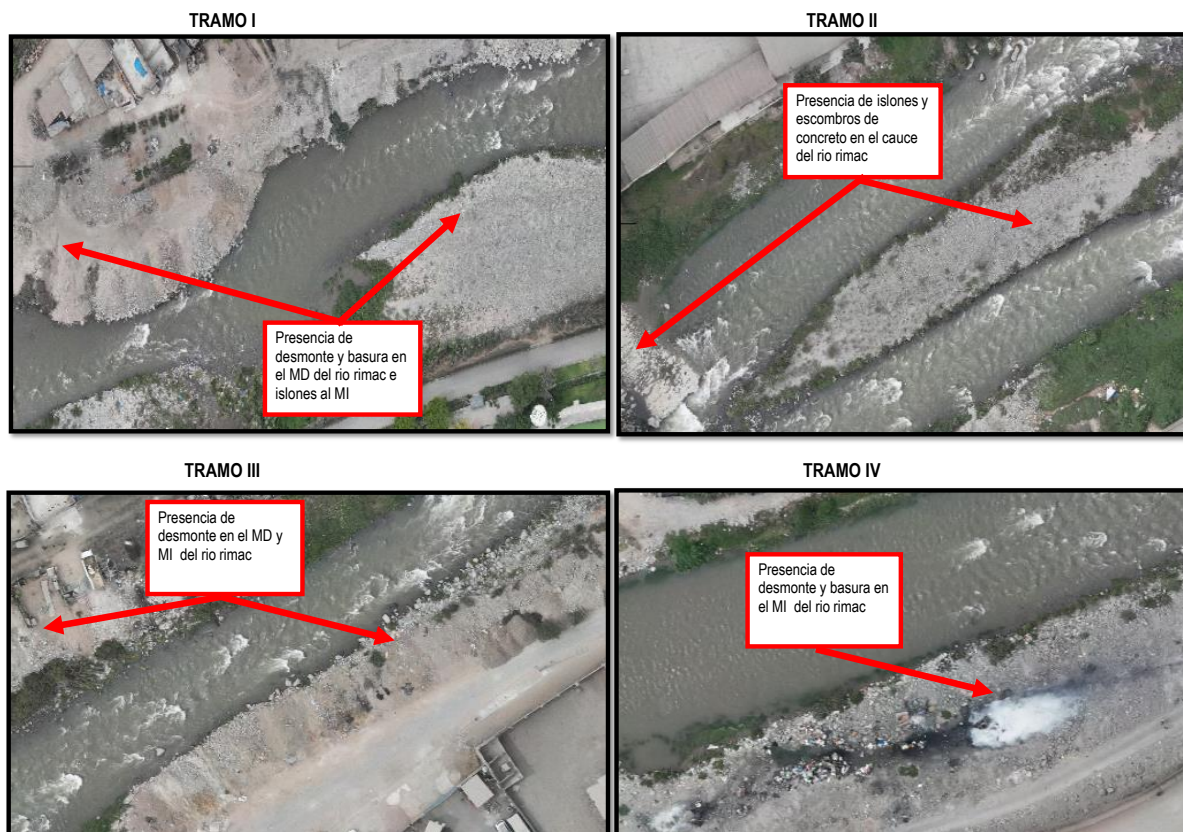 TRAMO I
TRAMO II
Presencia de
desmonte y basura en
el MD del rio rimac e
islones al MI
Presencia de islones y
escombros de
concreto en el cauce
del rio rimac
TRAMO III
TRAMO IV
Presencia de
desmonte en el MD y
MI  del rio rimac
Presencia de
desmonte y basura en
el MI  del rio rimac